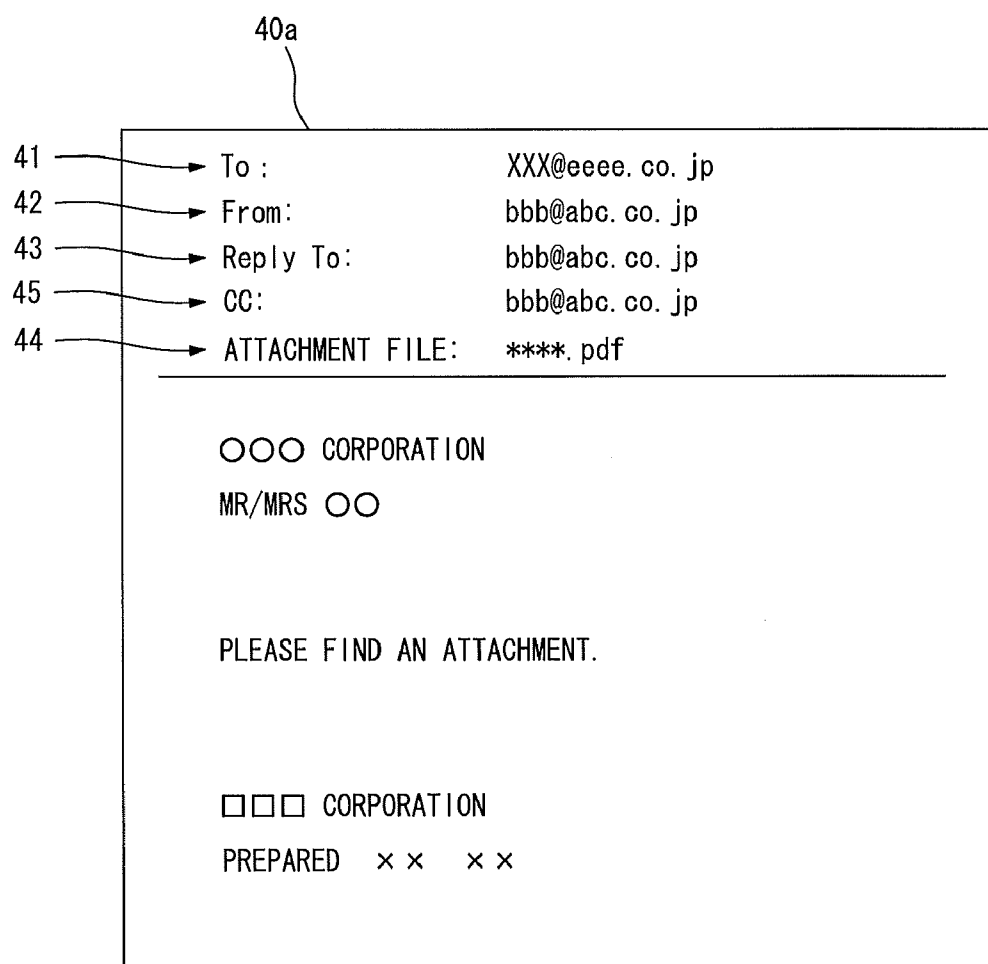 40a
41 To: XXX@eeee.co.jp
42 From: bbb@abc.co.jp
43 Reply To: bbb@abc.co.jp
45 CC: bbb@abc.co.jp
44 ATTACHMENT FILE: ****.pdf
○○○ CORPORATION
MR/MRS ○○
PLEASE FIND AN ATTACHMENT.
□□□ CORPORATION
PREPARED ×× ××